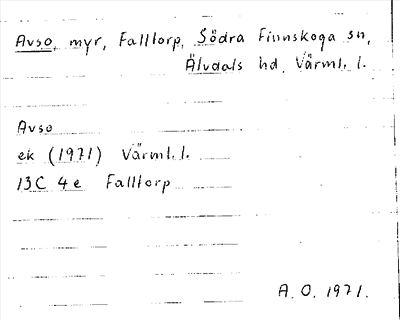 Avso, myr, Falltorp, Södra Finnskoga sn,
Älvdals hd, Värml. l.
Avso
ek (1971) Värml. l.
13C 4e Falltorp
A. O. 1971.